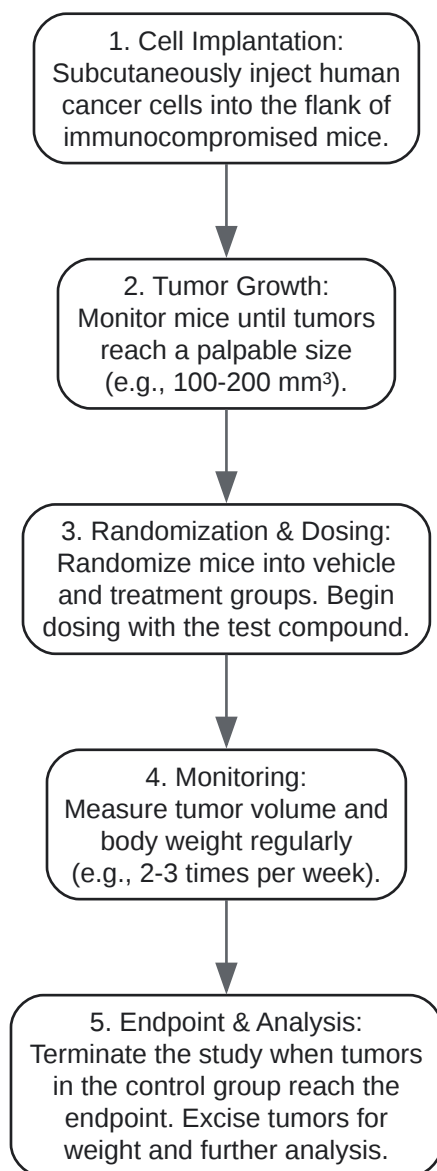 1. Cell Implantation:
Subcutaneously inject human
cancer cells into the flank of
immunocompromised mice.
2. Tumor Growth:
Monitor mice until tumors
reach a palpable size
(e.g., 100-200 mm³).
3. Randomization & Dosing:
Randomize mice into vehicle
and treatment groups. Begin
dosing with the test compound.
4. Monitoring:
Measure tumor volume and
body weight regularly
(e.g., 2-3 times per week).
5. Endpoint & Analysis:
Terminate the study when tumors
in the control group reach the
endpoint. Excise tumors for
weight and further analysis.